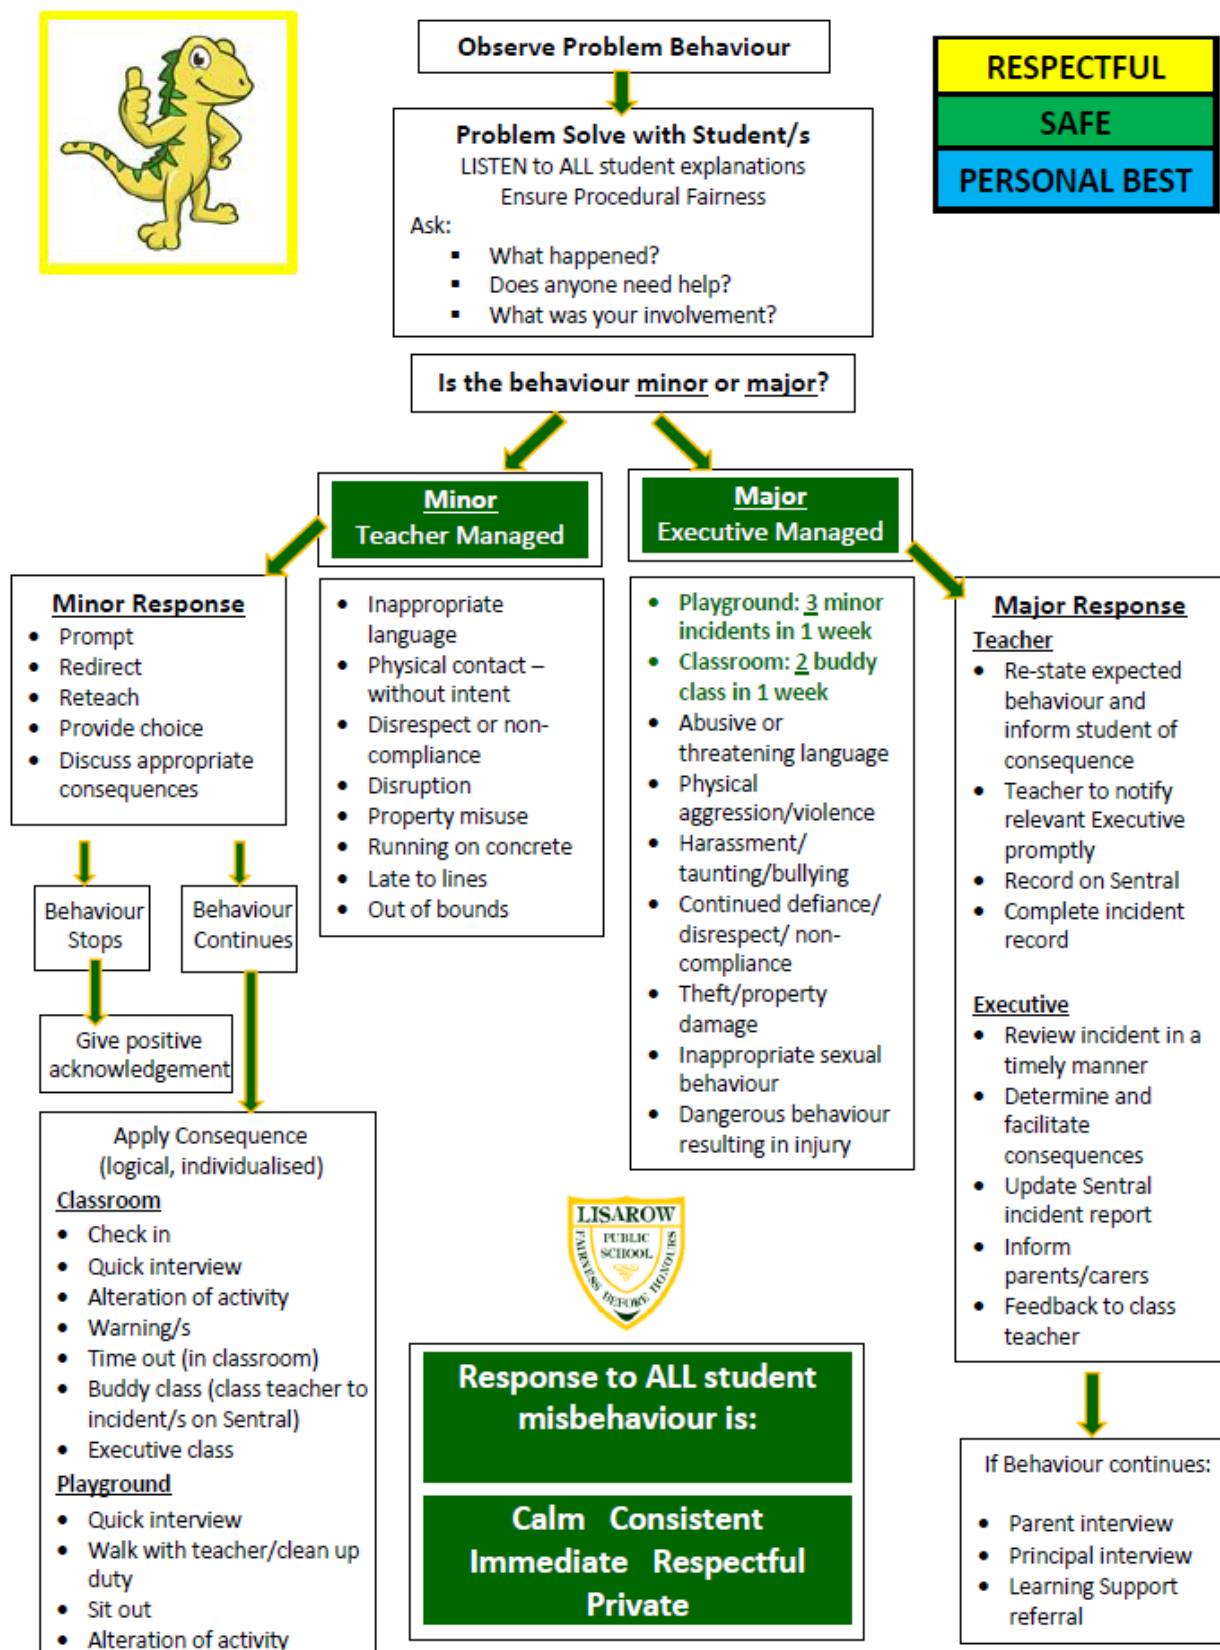 Observe Problem Behaviour
RESPECTFUL
SAFE
PERSONAL BEST
Problem Solve with Student/s
LISTEN to ALL student explanations
Ensure Procedural Fairness
Ask:
▪ What happened?
▪ Does anyone need help?
▪ What was your involvement?
Is the behaviour minor or major?
Minor
Teacher Managed
Major
Executive Managed
Minor Response
• Prompt
• Redirect
• Reteach
• Provide choice
• Discuss appropriate
consequences
• Inappropriate
language
• Physical contact –
without intent
• Disrespect or non-
compliance
• Disruption
• Property misuse
• Running on concrete
• Late to lines
• Out of bounds
• Playground: 3 minor
incidents in 1 week
• Classroom: 2 buddy
class in 1 week
• Abusive or
threatening language
• Physical
aggression/violence
• Harassment/
taunting/bullying
• Continued defiance/
disrespect/ non-
compliance
• Theft/property
damage
• Inappropriate sexual
behaviour
• Dangerous behaviour
resulting in injury
Major Response
Teacher
• Re-state expected
behaviour and
inform student of
consequence
• Teacher to notify
relevant Executive
promptly
• Record on Sentral
• Complete incident
record
Executive
• Review incident in a
timely manner
• Determine and
facilitate
consequences
• Update Sentral
incident report
• Inform
parents/carers
• Feedback to class
teacher
Behaviour
Stops
Behaviour
Continues
Give positive
acknowledgement
Apply Consequence
(logical, individualised)
Classroom
• Check in
• Quick interview
• Alteration of activity
• Warning/s
• Time out (in classroom)
• Buddy class (class teacher to
incident/s on Sentral)
• Executive class
Playground
• Quick interview
• Walk with teacher/clean up
duty
• Sit out
• Alteration of activity
LISAROW
PUBLIC
SCHOOL
FAIRNESS BEFORE HONOURS
Response to ALL student
misbehaviour is:
Calm Consistent
Immediate Respectful
Private
If Behaviour continues:
• Parent interview
• Principal interview
• Learning Support
referral